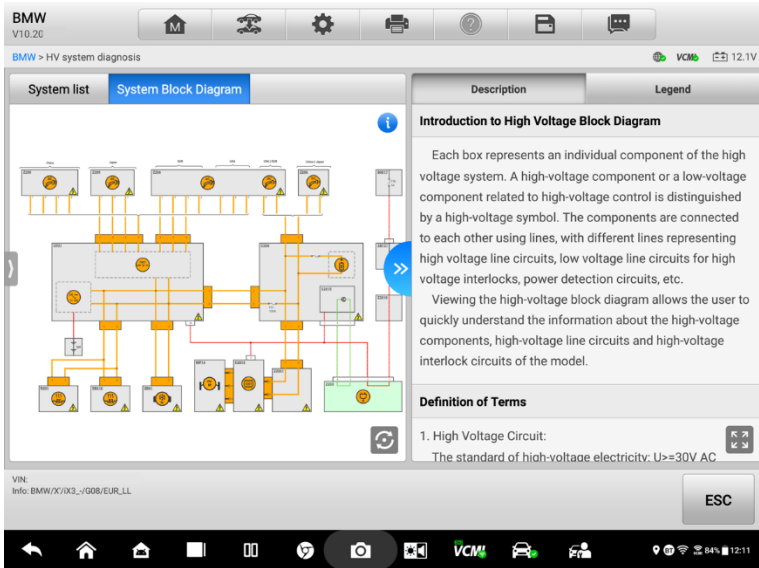 BMW
V10.20
BMW > HV system diagnosis
VCMI
12.1V
System list
System Block Diagram
Description
Legend
Introduction to High Voltage Block Diagram
Each box represents an individual component of the high
voltage system. A high-voltage component or a low-voltage
component related to high-voltage control is distinguished
by a high-voltage symbol. The components are connected
to each other using lines, with different lines representing
high voltage line circuits, low voltage line circuits for high
voltage interlocks, power detection circuits, etc.
Viewing the high-voltage block diagram allows the user to
quickly understand the information about the high-voltage
components, high-voltage line circuits and high-voltage
interlock circuits of the model.
Definition of Terms
1. High Voltage Circuit:
The standard of high-voltage electricity: U>=30V AC
VIN:
Info: BMW/X'/iX3_-/G08/EUR_LL
ESC
VCMI
BT
84%
12:11